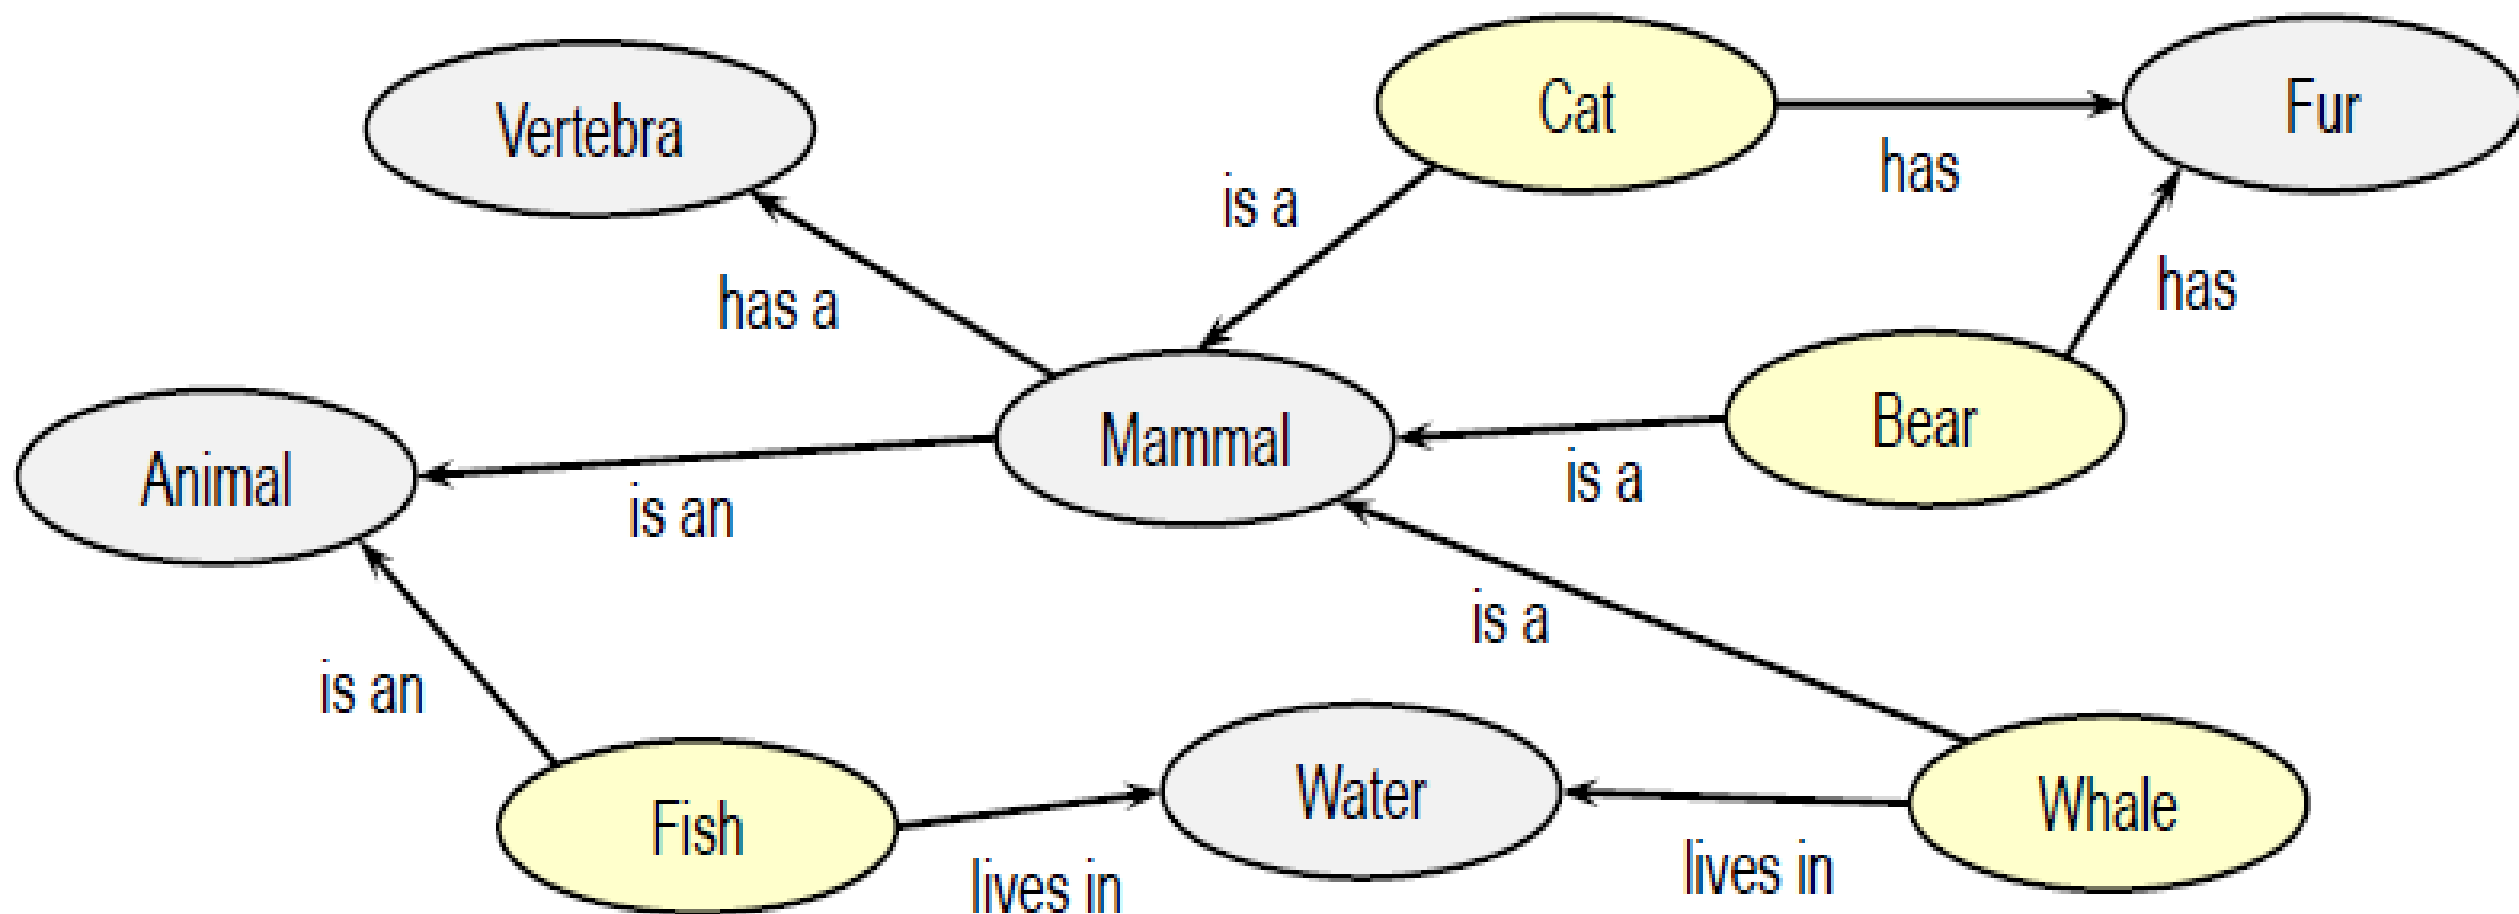 Cat
Fur
Vertebra
has
is a
has
has a
Bear
Mammal
Animal
is a
is an
is a
is an
Water
Whale
Fish
lives in
lives in